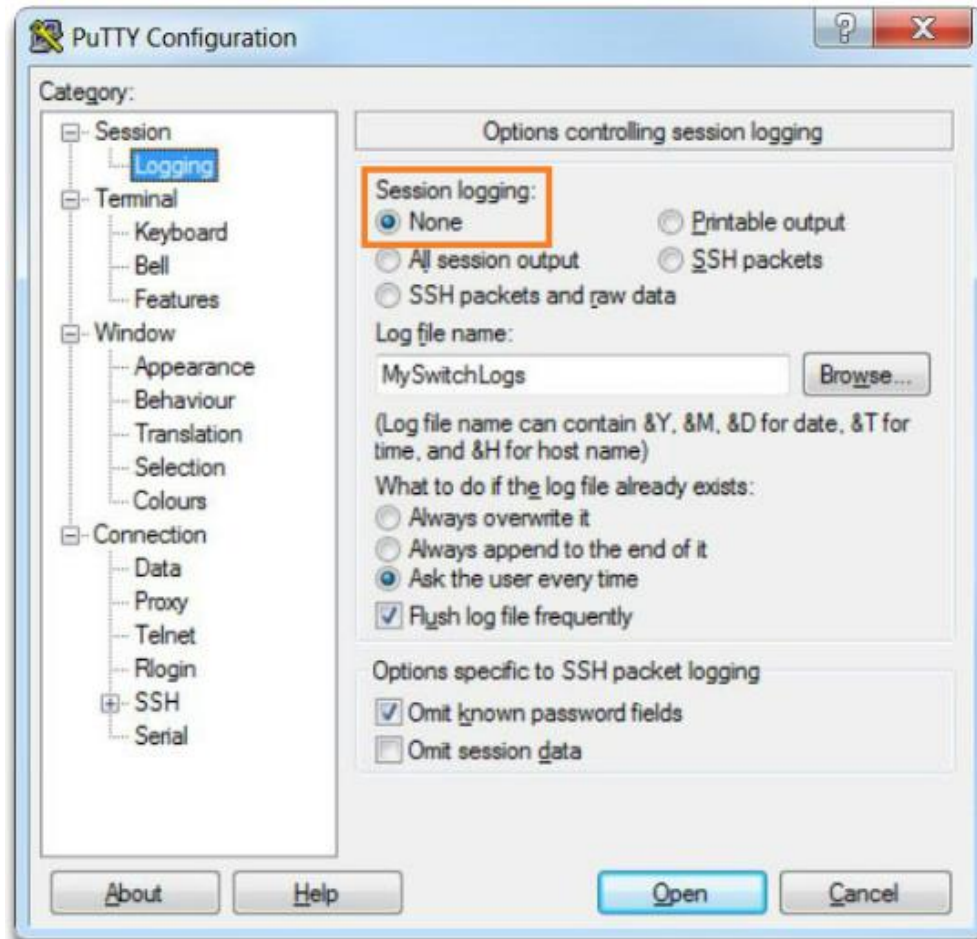 PuTTY Configuration
Category:
Session
Logging
Terminal
Keyboard
Bell
Features
Window
Appearance
Behaviour
Translation
Selection
Colours
Connection
Data
Proxy
Telnet
Rlogin
SSH
Serial
Options controlling session logging
Session logging:
None
Printable output
All session output
SSH packets
SSH packets and raw data
Log file name:
MySwitchLogs
Browse...
(Log file name can contain &Y, &M, &D for date, &T for
time, and &H for host name)
What to do if the log file already exists:
Always overwrite it
Always append to the end of it
Ask the user every time
Flush log file frequently
Options specific to SSH packet logging
Omit known password fields
Omit session data
About
Help
Open
Cancel